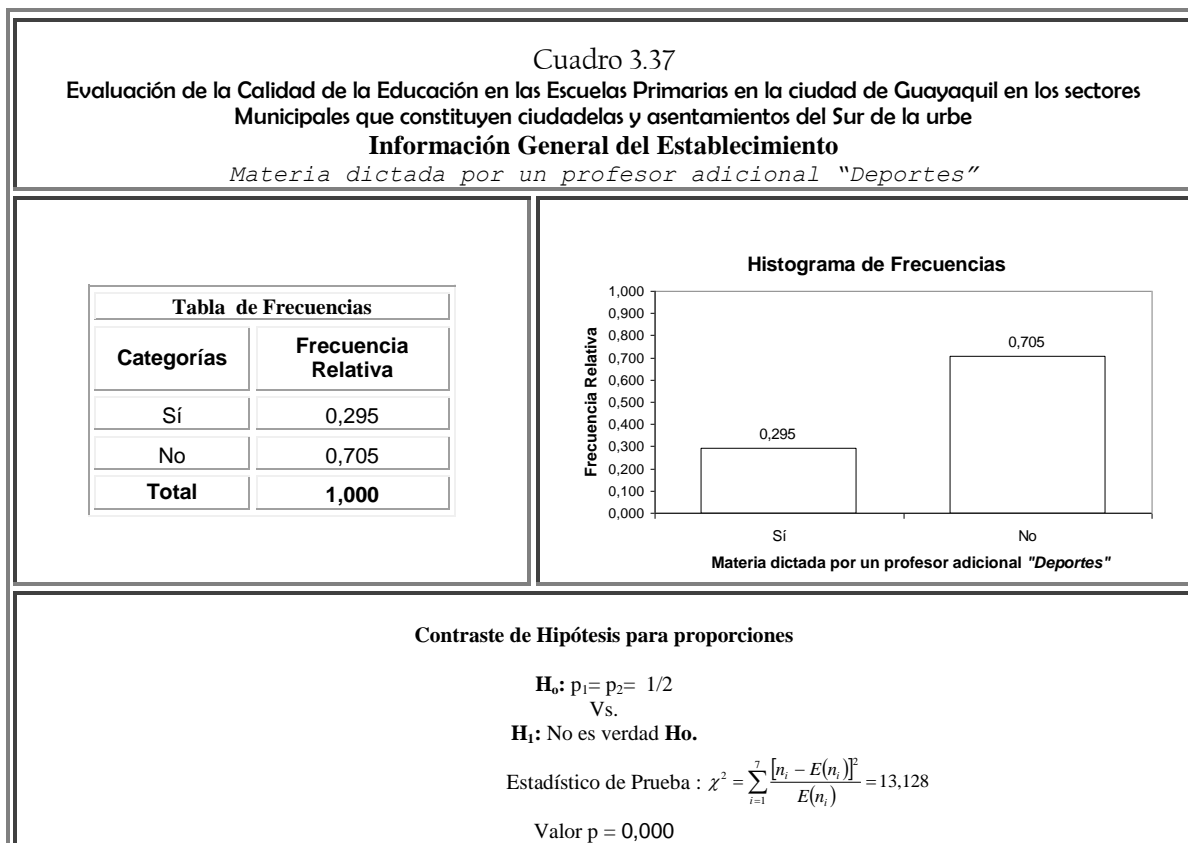 Cuadro 3.37
Evaluación de la Calidad de la Educación en las Escuelas Primarias en la ciudad de Guayaquil en los sectores
Municipales que constituyen ciudadelas y asentamientos del Sur de la urbe
Información General del Establecimiento
Materia dictada por un profesor adicional “Deportes”
Tabla de Frecuencias
Categorías Frecuencia Relativa
Sí 0,295
No 0,705
Total 1,000
Histograma de Frecuencias
Frecuencia Relativa
1,000
0,900
0,800
0,700
0,600
0,500
0,400
0,300
0,200
0,100
0,000
0,295
0,705
Sí No
Materia dictada por un profesor adicional "Deportes"
Contraste de Hipótesis para proporciones
Ho: p1= p2= 1/2
Vs.
H1: No es verdad Ho.
Estadístico de Prueba : χ² = ∑_{i=1}^{7} [n_i − E(n_i)]² / E(n_i) = 13,128
Valor p = 0,000